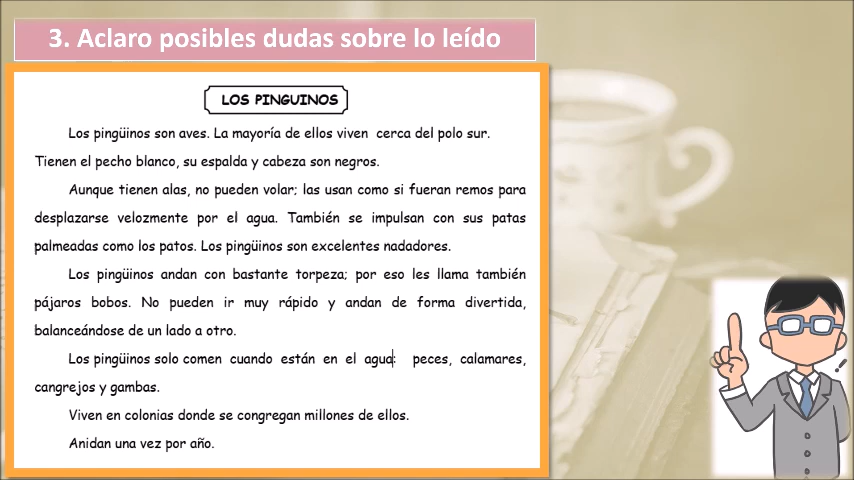 3. Aclaro posibles dudas sobre lo leído
LOS PINGUINOS
Los pingüinos son aves. La mayoría de ellos viven cerca del polo sur.
Tienen el pecho blanco, su espalda y cabeza son negros.
Aunque tienen alas, no pueden volar; las usan como si fueran remos para
desplazarse velozmente por el agua. También se impulsan con sus patas
palmeadas como los patos. Los pingüinos son excelentes nadadores.
Los pingüinos andan con bastante torpeza; por eso les llama también
pájaros bobos. No pueden ir muy rápido y andan de forma divertida,
balanceándose de un lado a otro.
Los pingüinos solo comen cuando están en el agua: peces, calamares,
cangrejos y gambas.
Viven en colonias donde se congregan millones de ellos.
Anidan una vez por año.